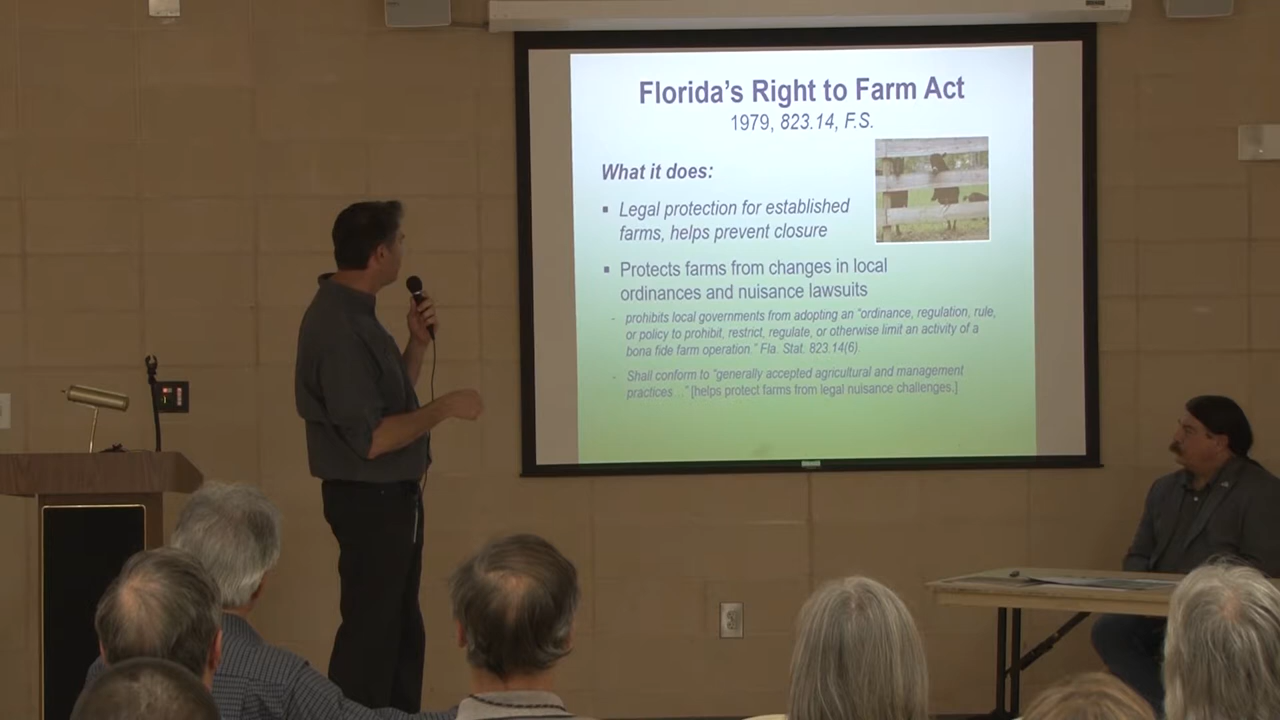 Florida's Right to Farm Act
1979, 823.14, F.S.
What it does:
▪ Legal protection for established
farms, helps prevent closure
▪ Protects farms from changes in local
ordinances and nuisance lawsuits
- prohibits local governments from adopting an "ordinance, regulation, rule,
or policy to prohibit, restrict, regulate, or otherwise limit an activity of a
bona fide farm operation." Fla. Stat. 823.14(6)
- Shall conform to "generally accepted agricultural and management
practices..." [helps protect farms from legal nuisance challenges.]